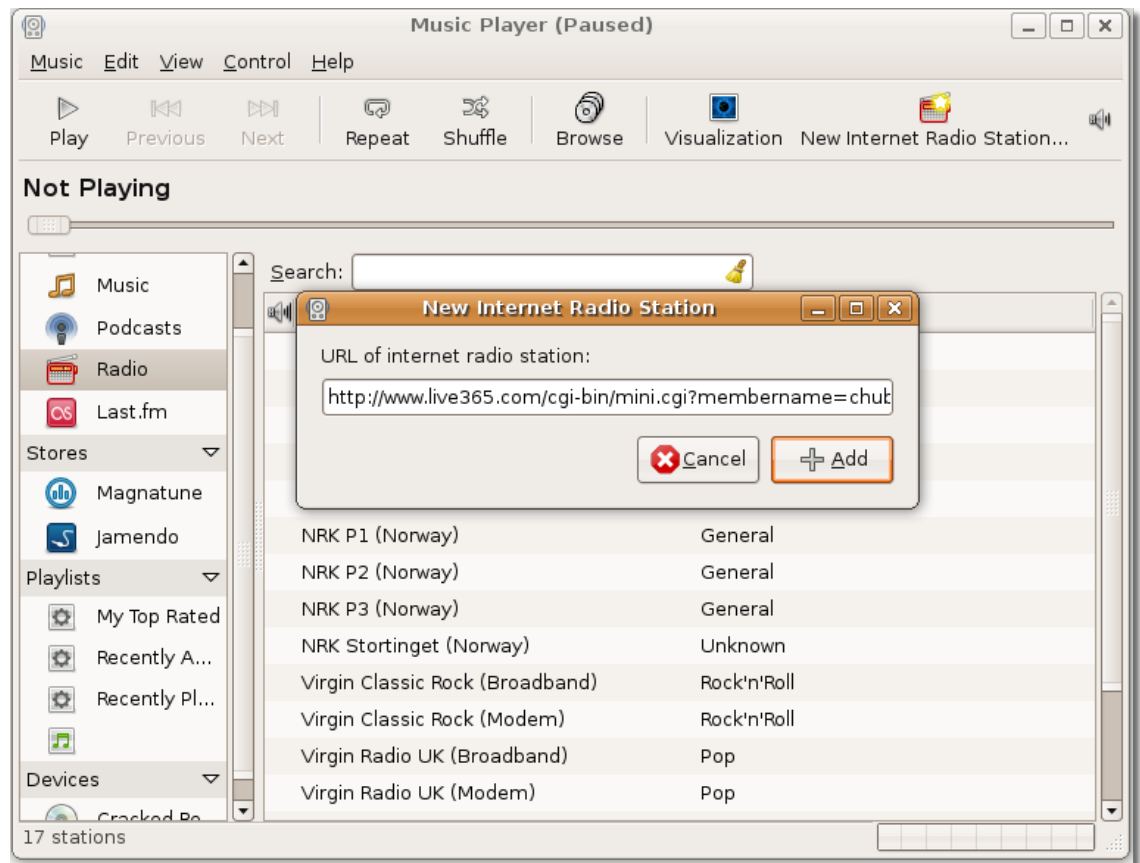 Music Player (Paused)
Music Edit View Control Help
Play Previous Next Repeat Shuffle Browse Visualization New Internet Radio Station...
Not Playing
Search:
Music
Podcasts
Radio
Last.fm
Stores
Magnatune
Jamendo
Playlists
My Top Rated
Recently A...
Recently Pl...
Devices
New Internet Radio Station
URL of internet radio station:
http://www.live365.com/cgi-bin/mini.cgi?membername=chub
Cancel Add
NRK P1 (Norway) General
NRK P2 (Norway) General
NRK P3 (Norway) General
NRK Stortinget (Norway) Unknown
Virgin Classic Rock (Broadband) Rock'n'Roll
Virgin Classic Rock (Modem) Rock'n'Roll
Virgin Radio UK (Broadband) Pop
Virgin Radio UK (Modem) Pop
17 stations